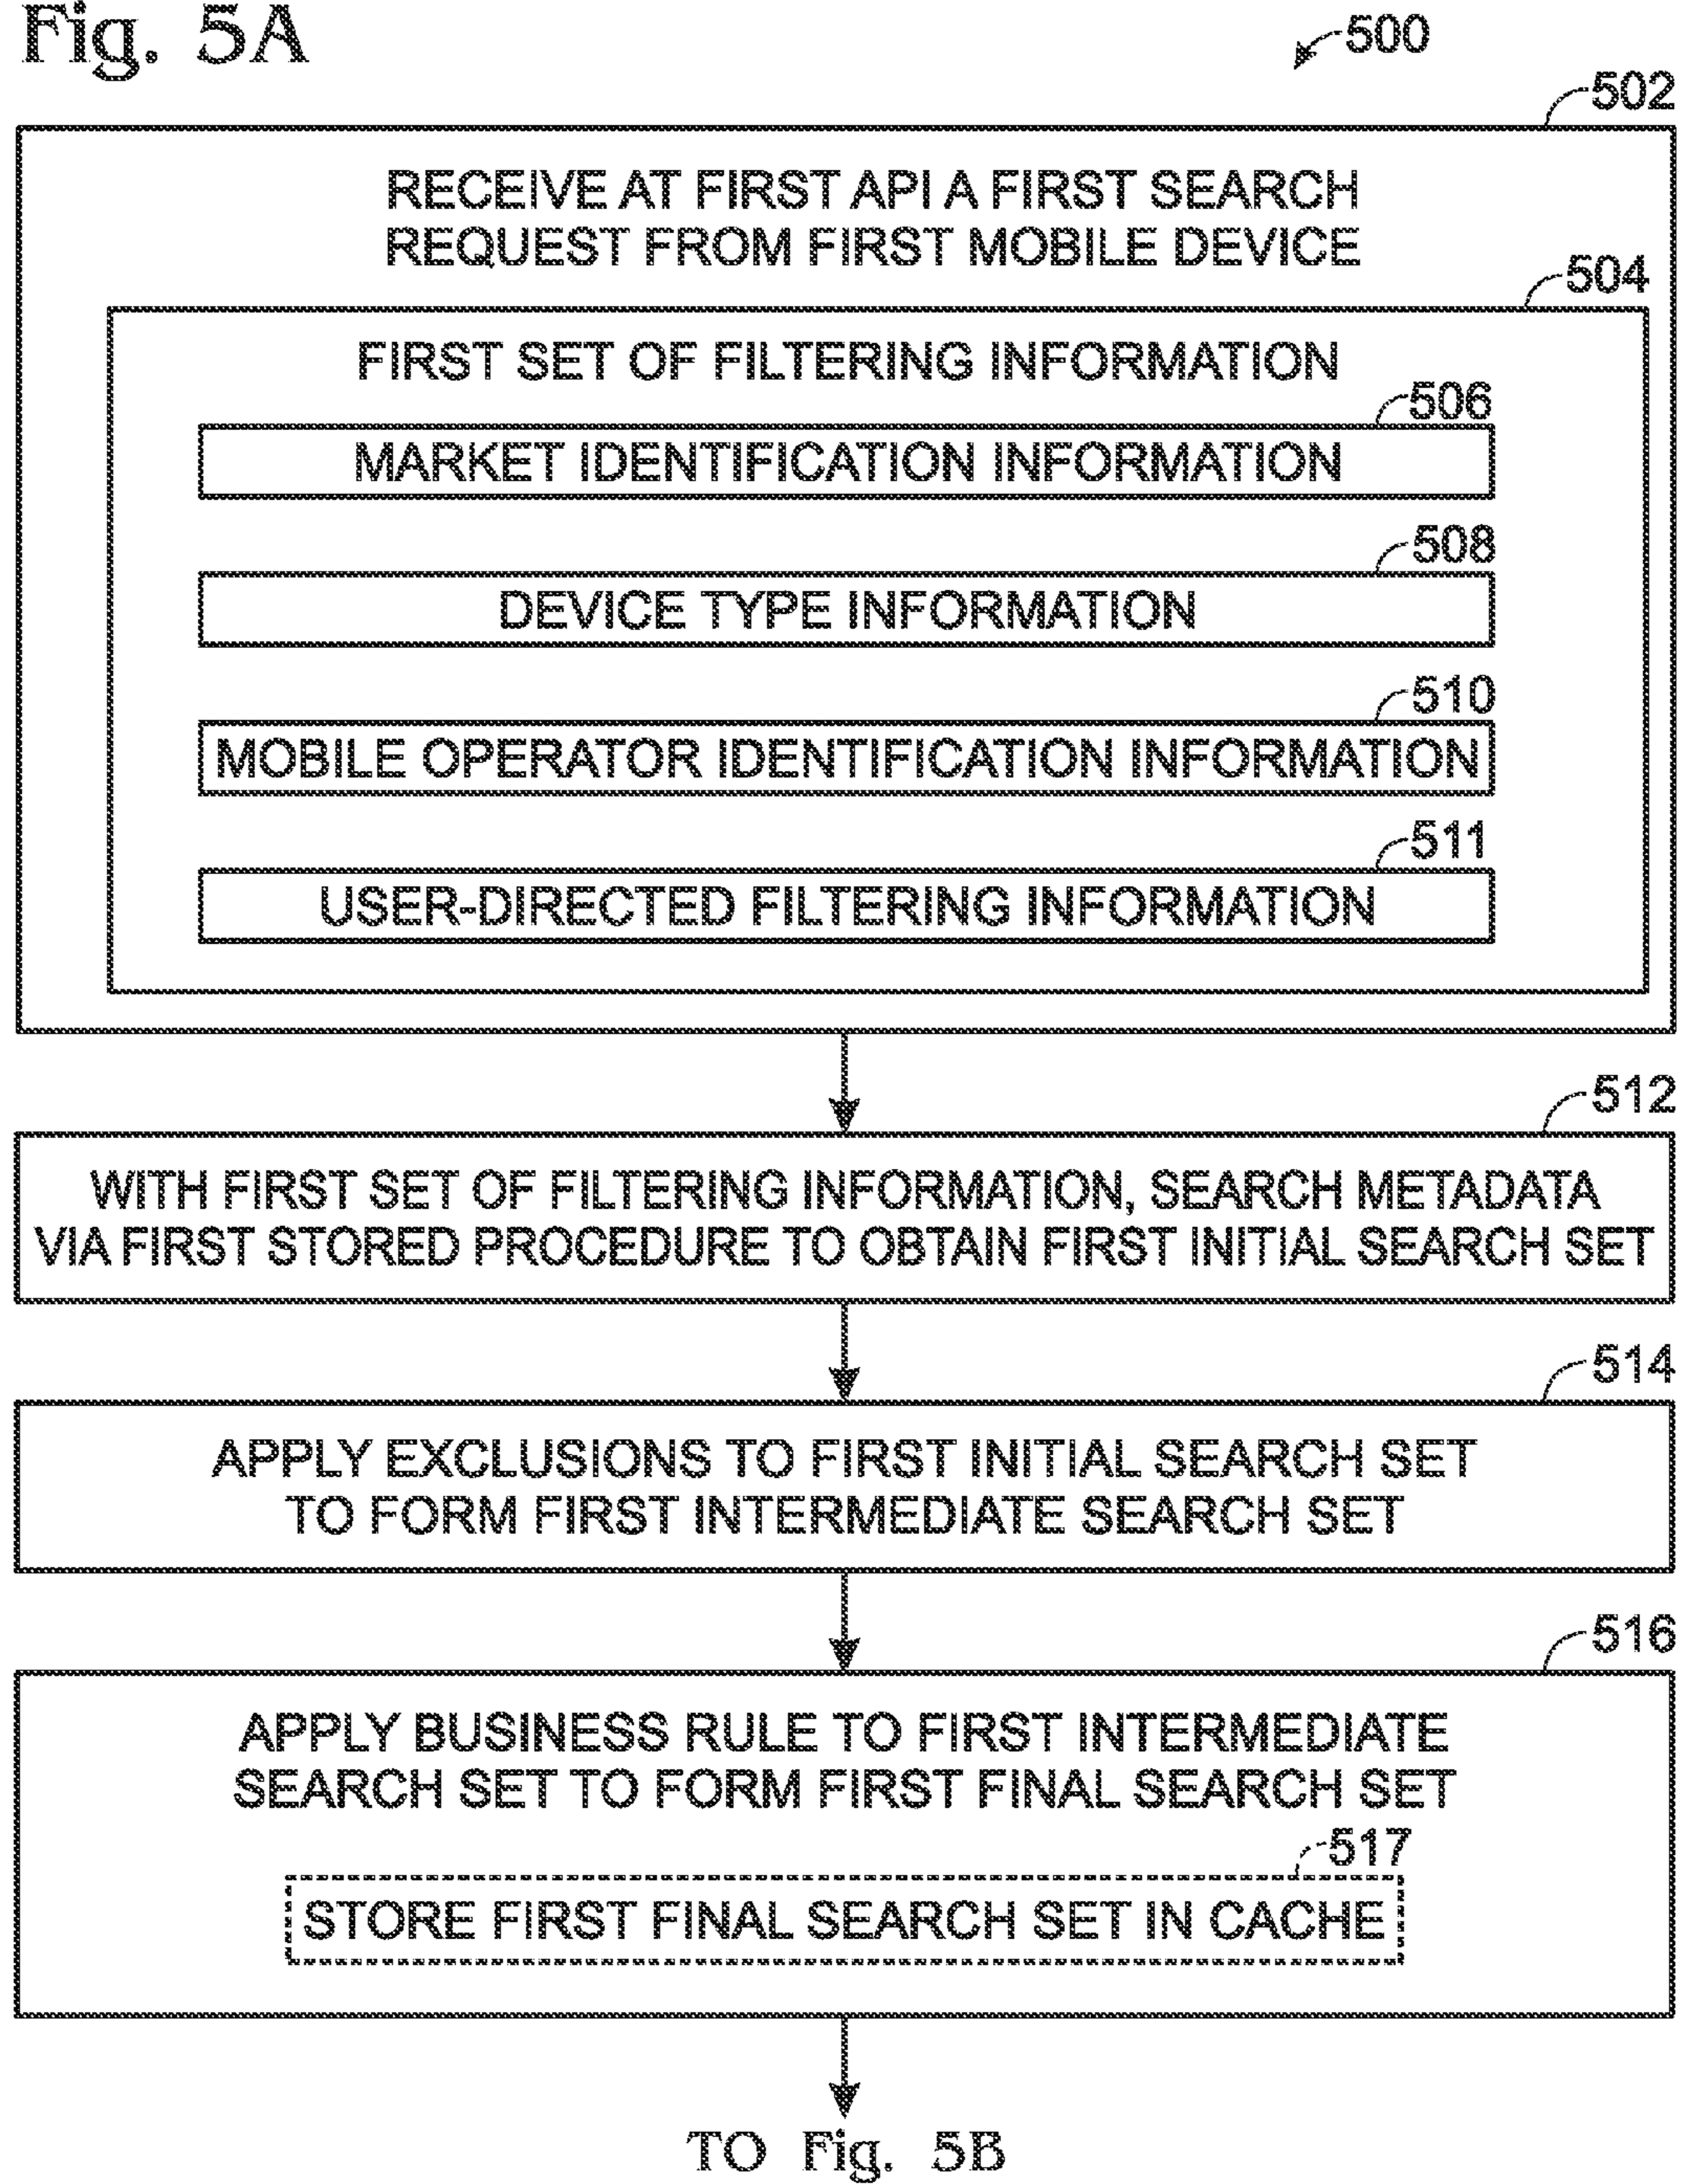 Fig. 5A
500
502
RECEIVE AT FIRST API A FIRST SEARCH
REQUEST FROM FIRST MOBILE DEVICE
504
FIRST SET OF FILTERING INFORMATION
506
MARKET IDENTIFICATION INFORMATION
508
DEVICE TYPE INFORMATION
510
MOBILE OPERATOR IDENTIFICATION INFORMATION
511
USER-DIRECTED FILTERING INFORMATION
512
WITH FIRST SET OF FILTERING INFORMATION, SEARCH METADATA
VIA FIRST STORED PROCEDURE TO OBTAIN FIRST INITIAL SEARCH SET
514
APPLY EXCLUSIONS TO FIRST INITIAL SEARCH SET
TO FORM FIRST INTERMEDIATE SEARCH SET
516
APPLY BUSINESS RULE TO FIRST INTERMEDIATE
SEARCH SET TO FORM FIRST FINAL SEARCH SET
517
STORE FIRST FINAL SEARCH SET IN CACHE
TO Fig. 5B